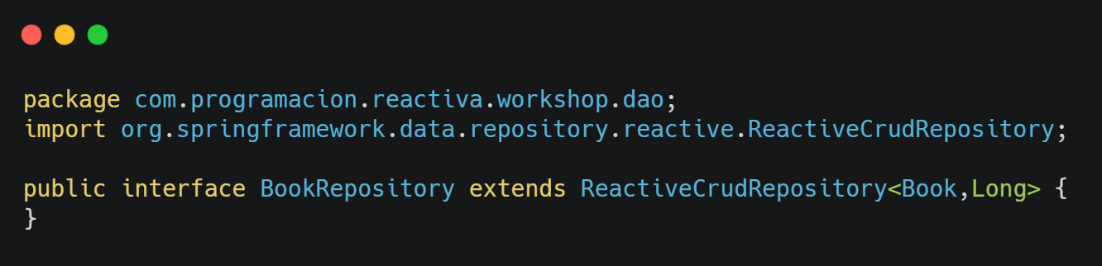 package com.programacion.reactiva.workshop.dao;
import org.springframework.data.repository.reactive.ReactiveCrudRepository;
public interface BookRepository extends ReactiveCrudRepository<Book,Long> {
}